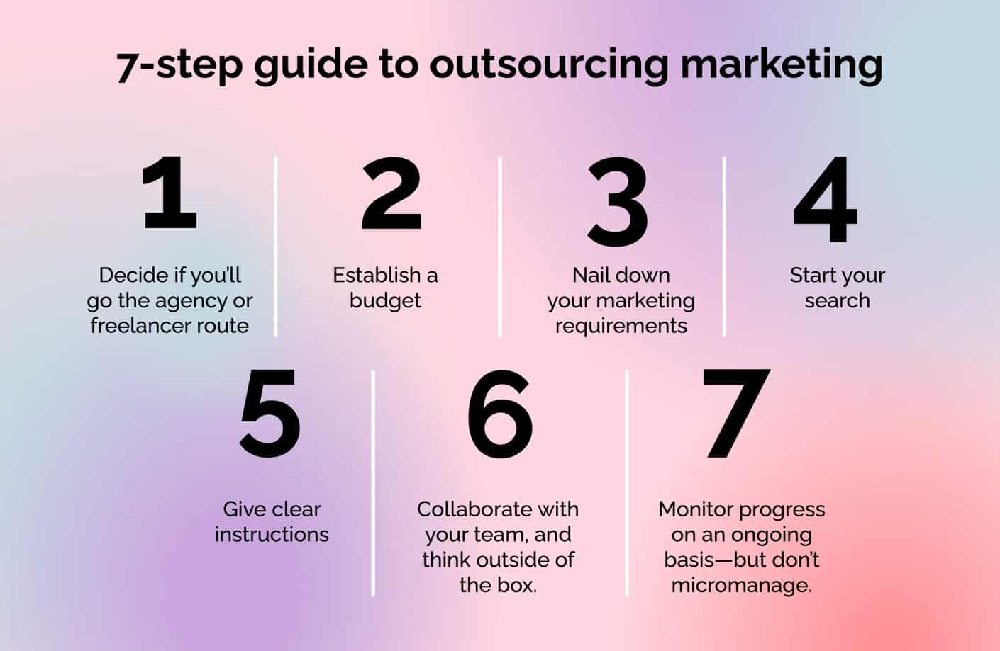 7-step guide to outsourcing marketing
1
Decide if you'll
go the agency or
freelancer route
2
Establish a
budget
3
Nail down
your marketing
requirements
4
Start your
search
5
Give clear
instructions
6
Collaborate with
your team, and
think outside of
the box.
7
Monitor progress
on an ongoing
basis—but don't
micromanage.